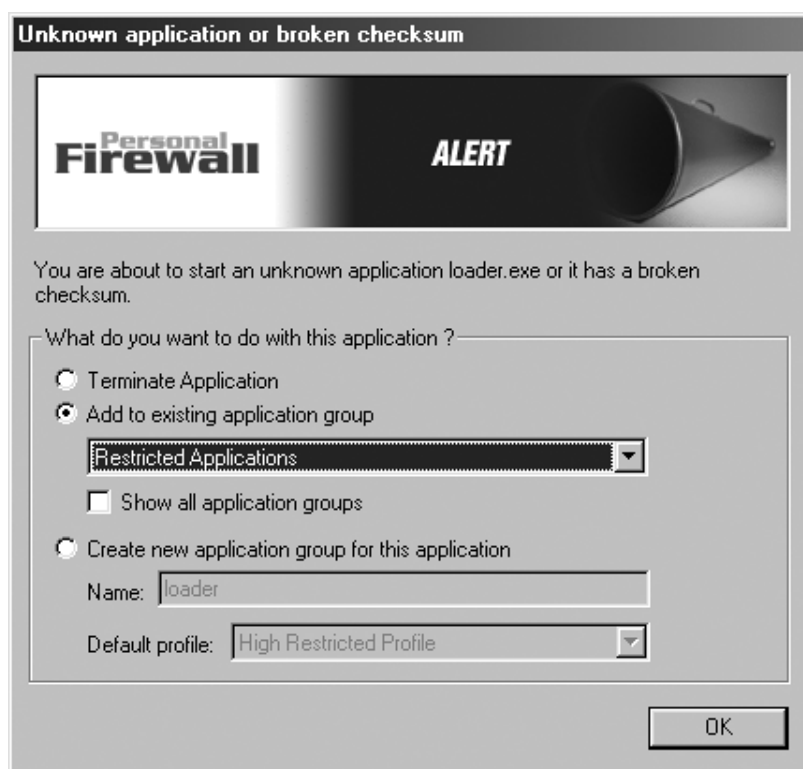 Unknown application or broken checksum
Personal
Firewall
ALERT
You are about to start an unknown application loader.exe or it has a broken
checksum.
What do you want to do with this application ?
Terminate Application
Add to existing application group
Restricted Applications
Show all application groups
Create new application group for this application
Name: loader
Default profile: High Restricted Profile
OK